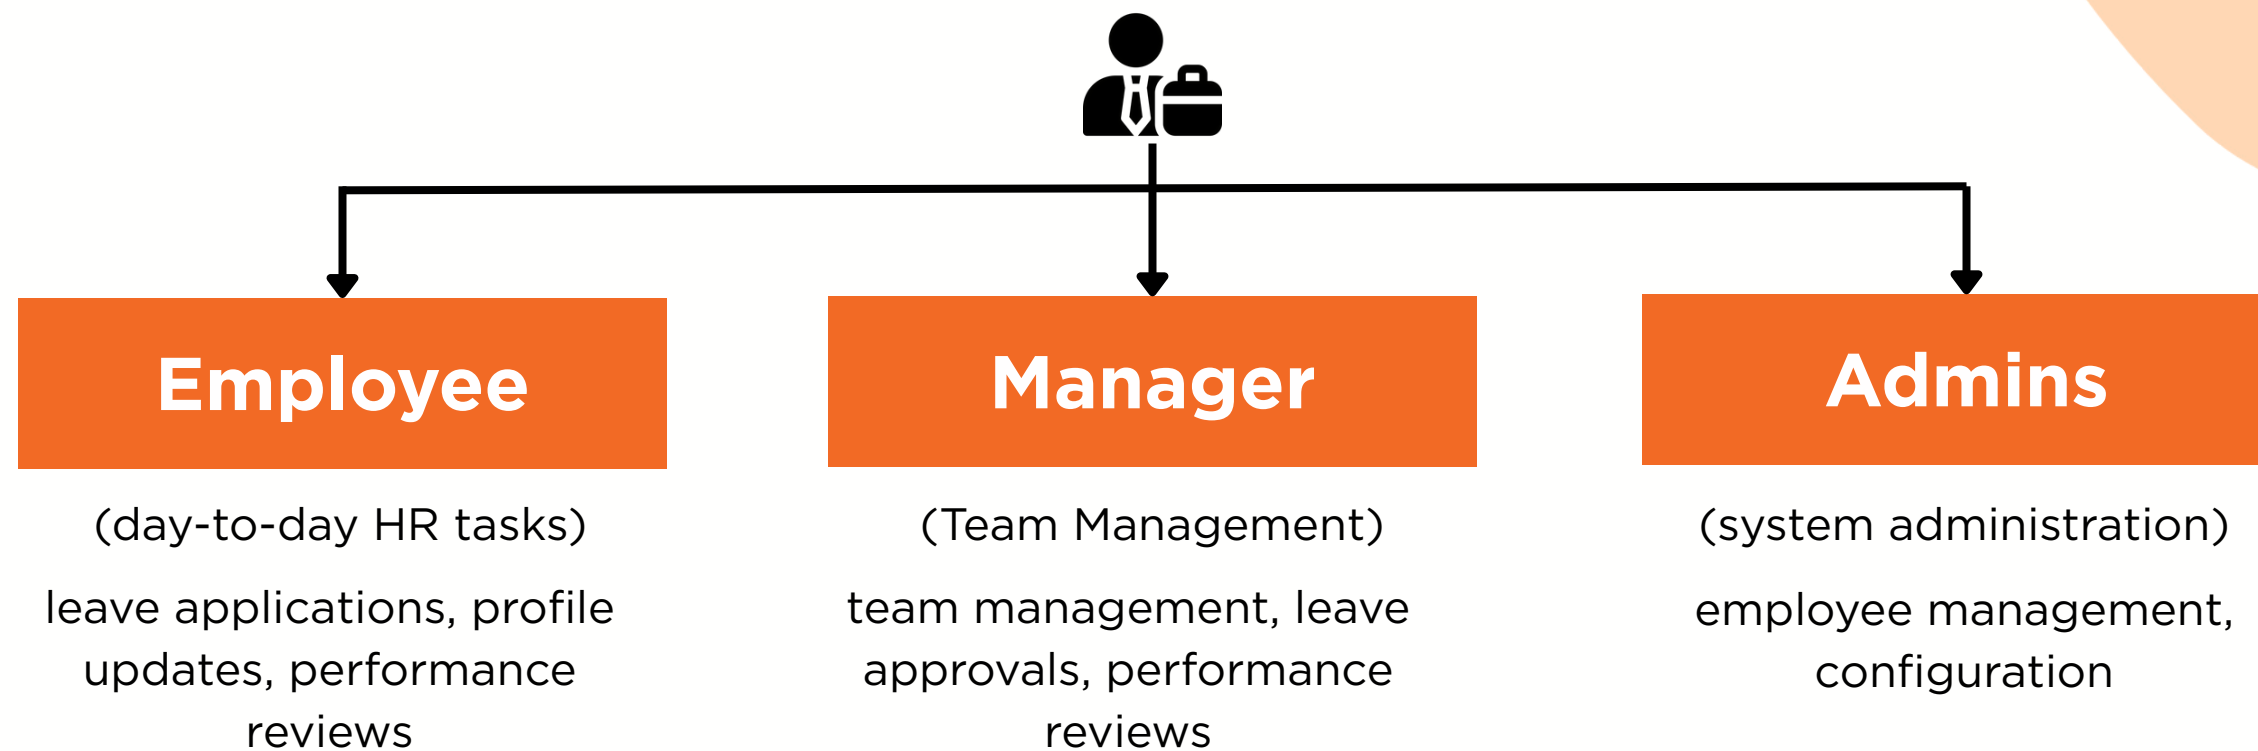 Employee
(day-to-day HR tasks)
leave applications, profile
updates, performance
reviews
Manager
(Team Management)
team management, leave
approvals, performance
reviews
Admins
(system administration)
employee management,
configuration